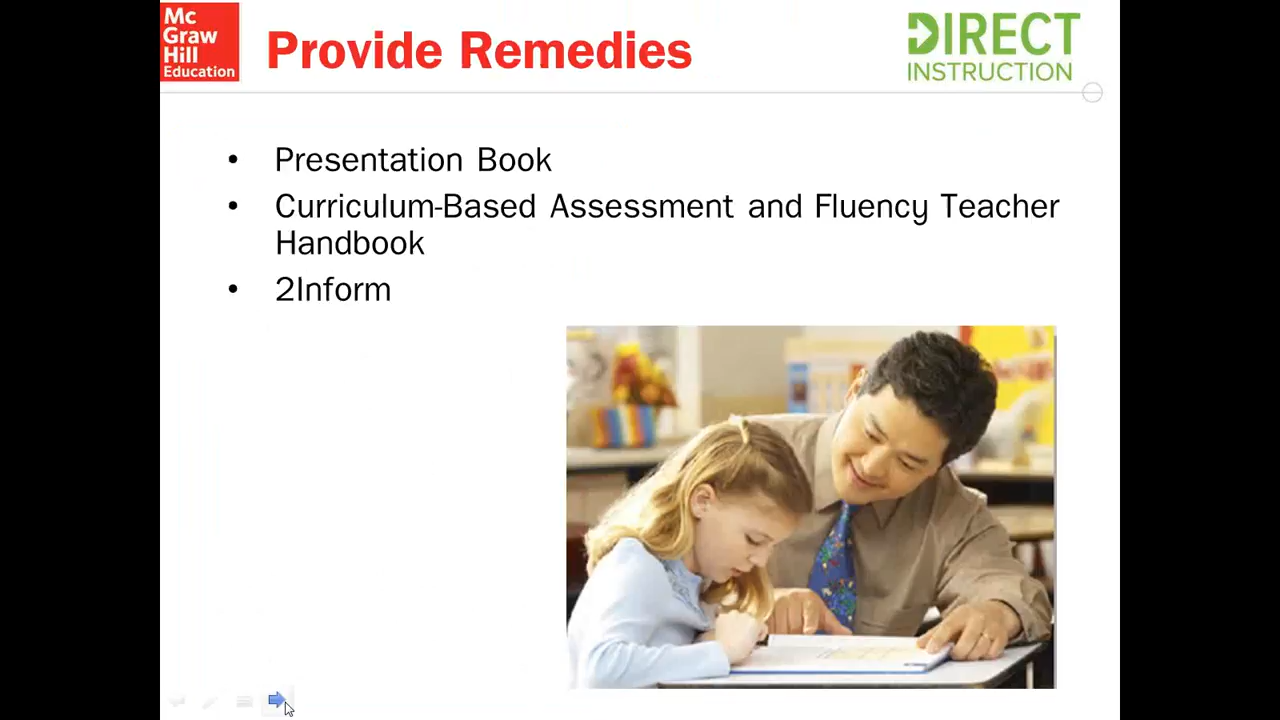 Mc
Graw
Hill
Education
Provide Remedies
DIRECT
INSTRUCTION
• Presentation Book
• Curriculum-Based Assessment and Fluency Teacher
Handbook
• 2Inform